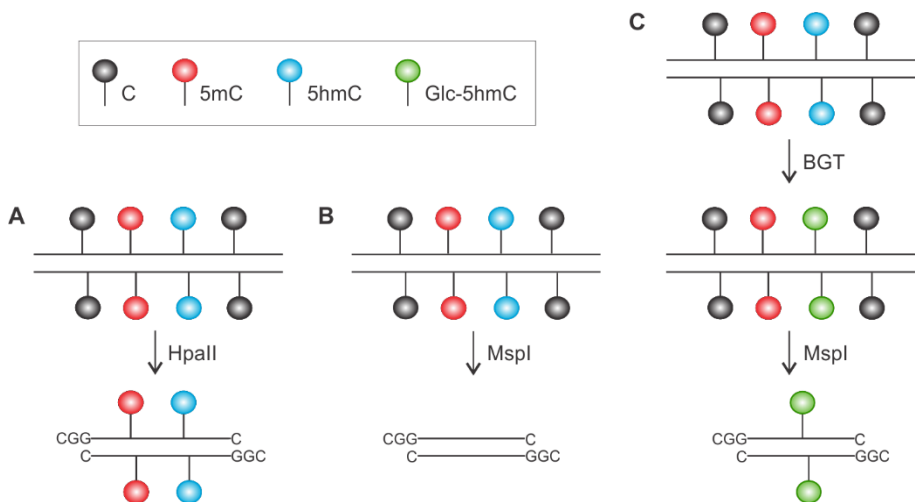 C
C 5mC 5hmC Glc-5hmC
BGT
A B
HpaII MspI MspI
CGG C CGG C CGG C
C GGC C GGC C GGC